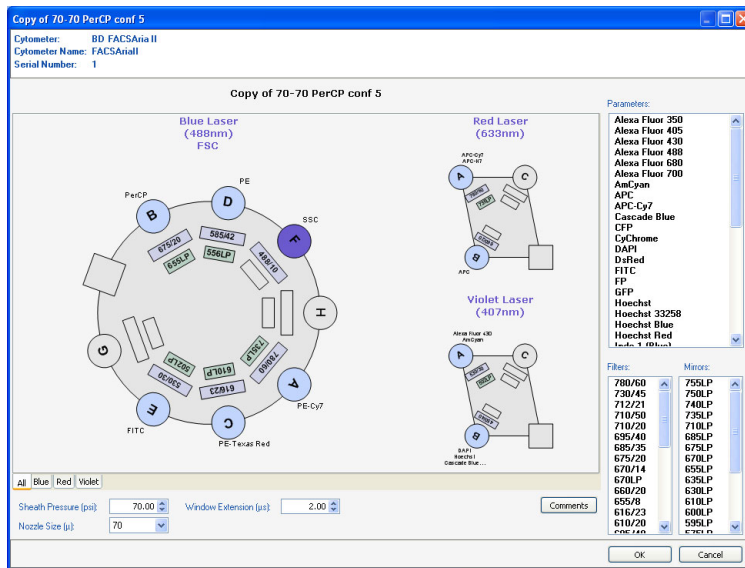 Copy of 70-70 PerCP conf 5
Cytometer: BD FACSAria II
Cytometer Name: FACSAriaII
Serial Number: 1
Copy of 70-70 PerCP conf 5
Blue Laser
(488nm)
FSC
PerCP
PE
SSC
B
D
F
675/20
585/42
488/10
655LP
556LP
H
G
735LP
780/60
502LP
610LP
530/30
616/23
A
E
C
PE-Cy7
FITC
PE-Texas Red
Red Laser
(633nm)
APC-Cy7
APC-H7
A
C
780/60
735LP
B
APC
Violet Laser
(407nm)
Alexa Fluor 430
AmCyan
A
C
B
DAPI
Hoechst
Cascade Blue...
Parameters:
Alexa Fluor 350
Alexa Fluor 405
Alexa Fluor 430
Alexa Fluor 488
Alexa Fluor 680
Alexa Fluor 700
AmCyan
APC
APC-Cy7
Cascade Blue
CFP
CyChrome
DAPI
DsRed
FITC
FP
GFP
Hoechst
Hoechst 33258
Hoechst Blue
Hoechst Red
Indo 1 (Blue)
Filters:
780/60
730/45
712/21
710/50
710/20
695/40
685/35
675/20
670/14
670LP
660/20
655/8
616/23
610/20
Mirrors:
755LP
750LP
740LP
735LP
710LP
685LP
675LP
670LP
655LP
635LP
630LP
610LP
600LP
595LP
575LP
All Blue Red Violet
Sheath Pressure (psi): 70.00 Window Extension (µs): 2.00 Comments
Nozzle Size (µ): 70
OK Cancel